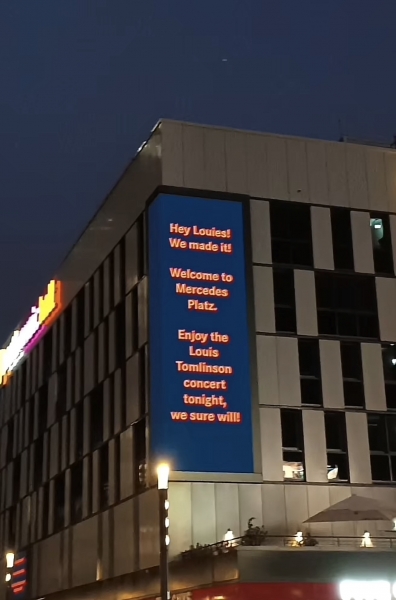 Hey Louies!
We made it!
Welcome to
Mercedes
Platz.
Enjoy the
Louis
Tomlinson
concert
tonight,
we sure will!